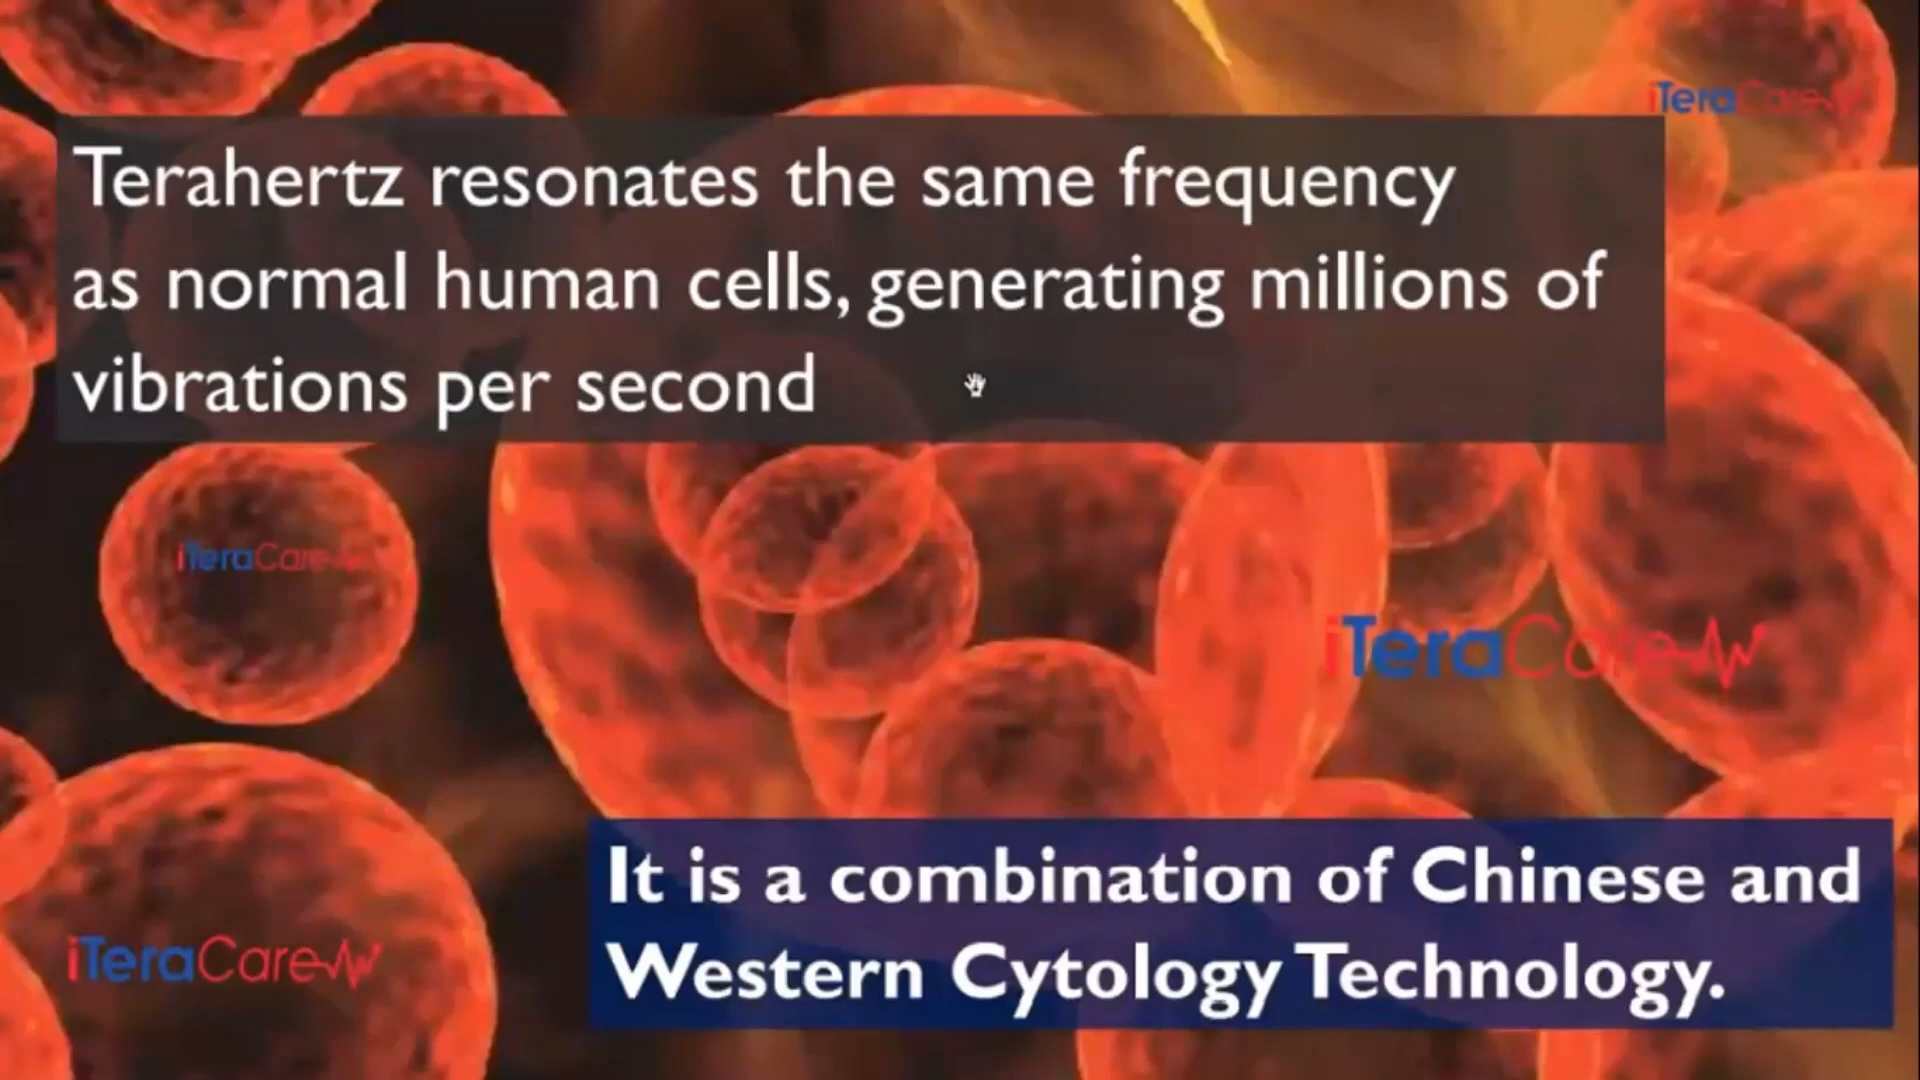 iTeraCare
Terahertz resonates the same frequency
as normal human cells, generating millions of
vibrations per second
iTeraCare
iTeraCare
It is a combination of Chinese and
Western Cytology Technology.
iTeraCare